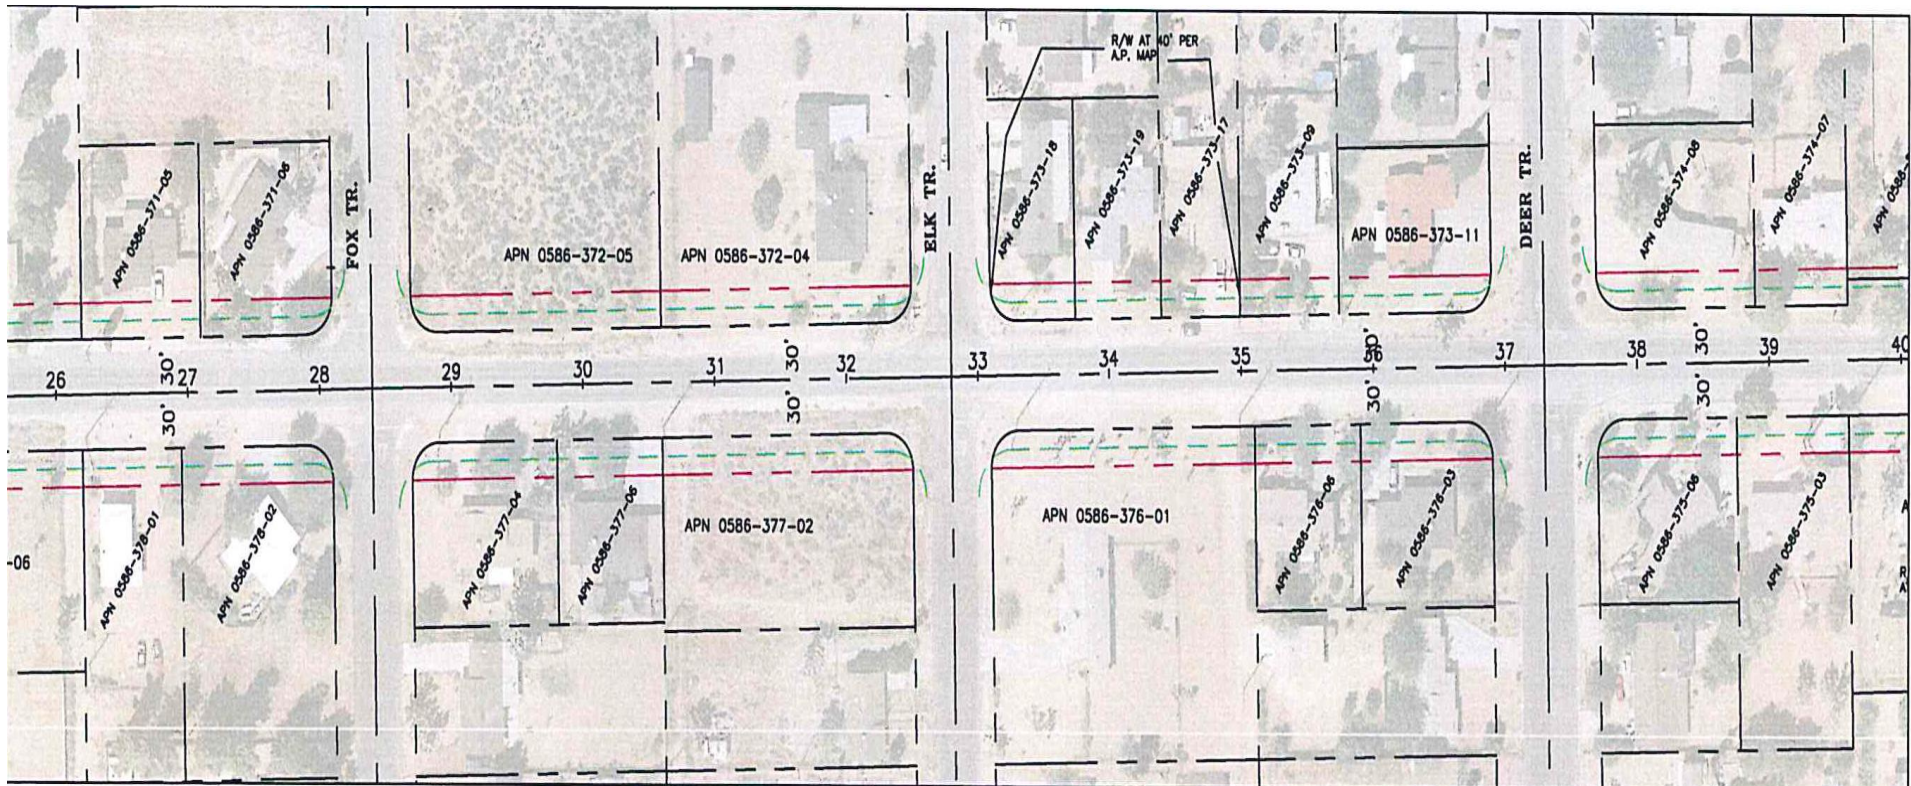 R/W AT 40' PER
A.P. MAP
APN 0586-371-05
APN 0586-371-06
FOX TR.
APN 0586-372-05
APN 0586-372-04
ELK TR.
APN 0586-373-18
APN 0586-373-19
APN 0586-373-17
APN 0586-373-09
APN 0586-373-11
DEER TR.
APN 0586-374-08
APN 0586-374-07
APN 0586-
30'
30'
30'
30'
26
27
28
29
30
31
32
33
34
35
36
37
38
39
40
30'
30'
30'
30'
-06
APN 0586-378-01
APN 0586-378-02
APN 0586-377-04
APN 0586-377-06
APN 0586-377-02
APN 0586-376-01
APN 0586-376-06
APN 0586-376-03
APN 0586-375-06
APN 0586-375-03
A
R
A